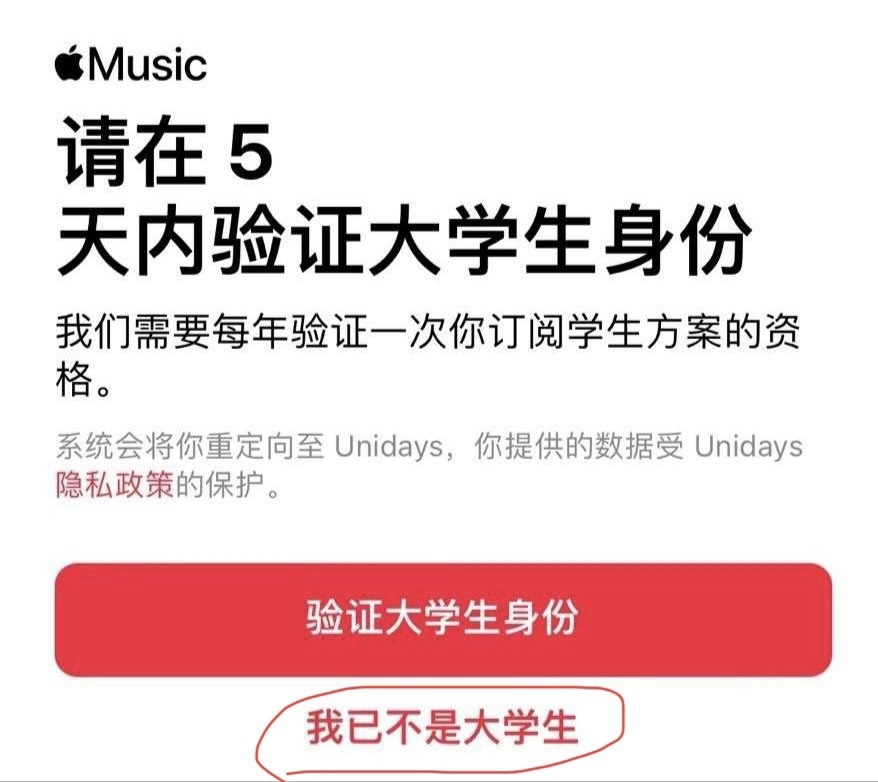 Music
请在 5
天内验证大学生身份
我们需要每年验证一次你订阅学生方案的资
格。
系统会将你重定向至 Unidays，你提供的数据受 Unidays
隐私政策的保护。
验证大学生身份
我已不是大学生